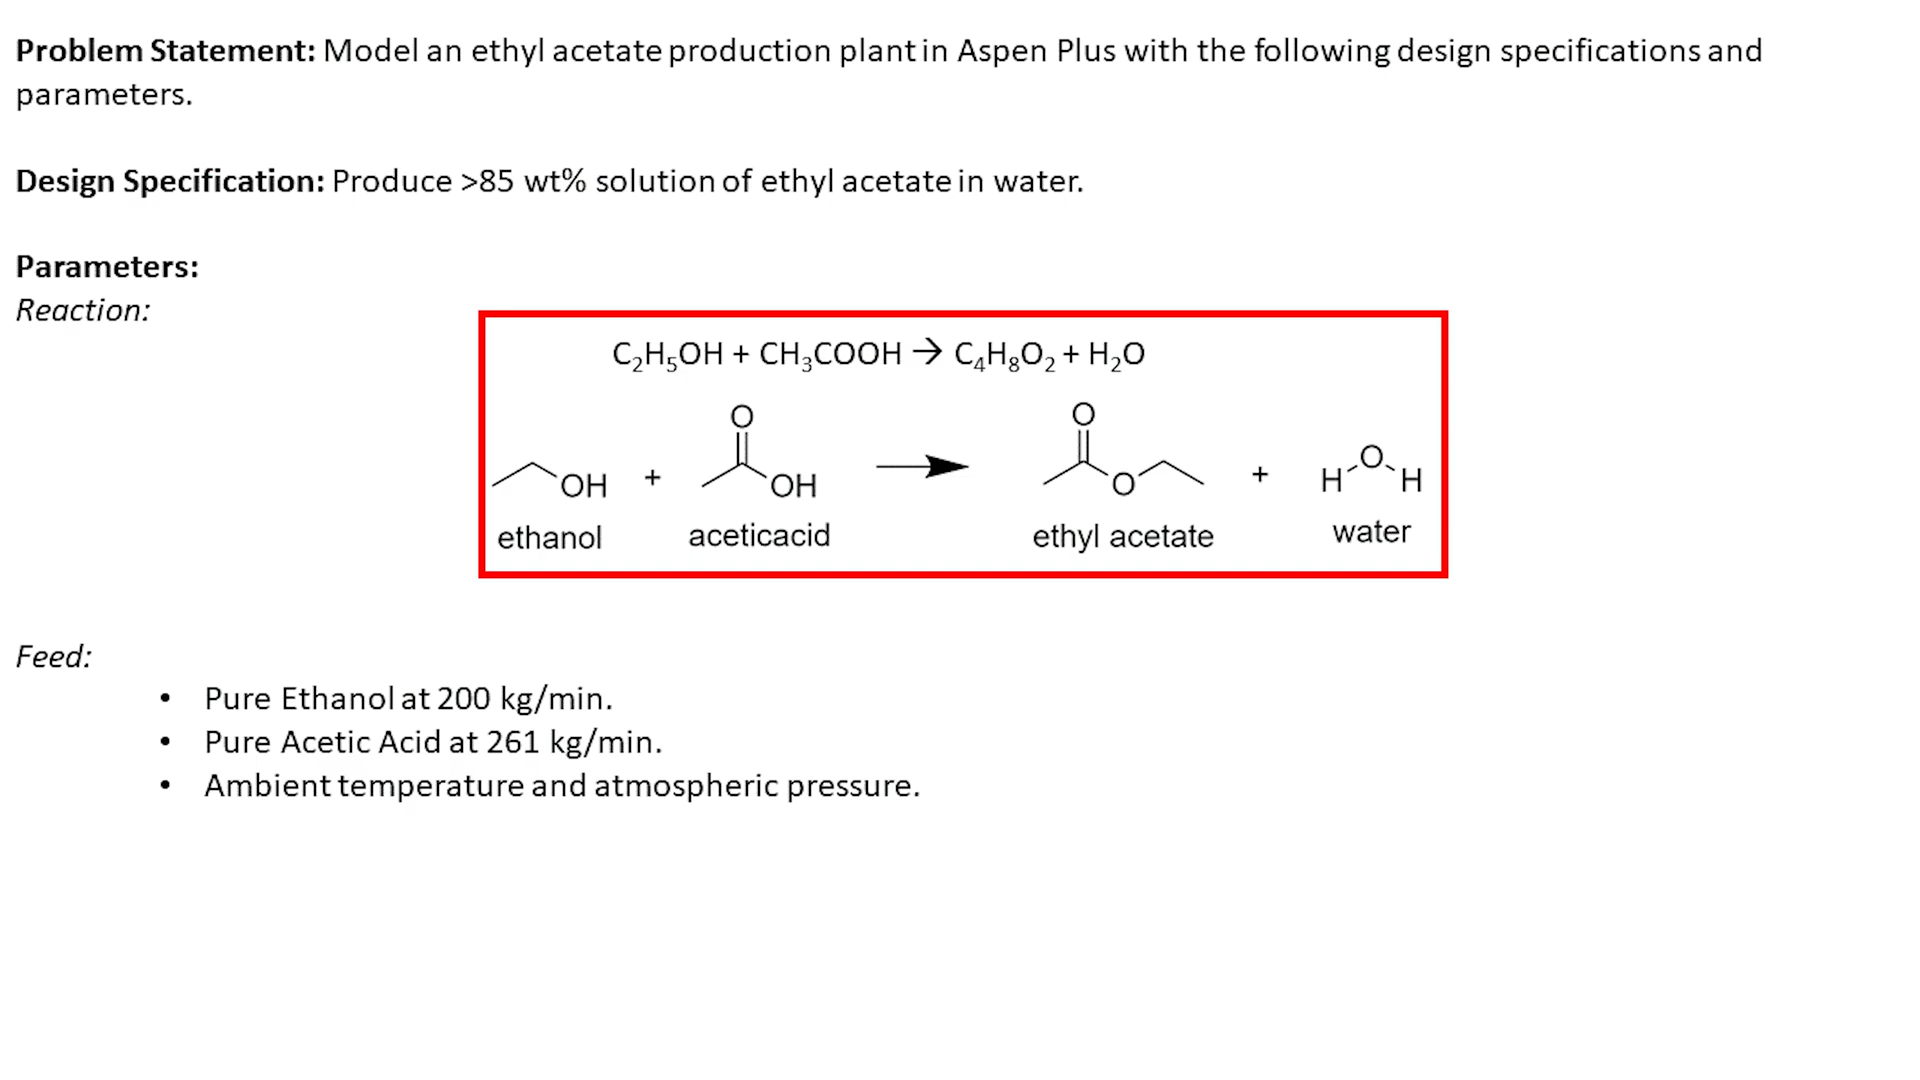 Problem Statement: Model an ethyl acetate production plant in Aspen Plus with the following design specifications and
parameters.
Design Specification: Produce >85 wt% solution of ethyl acetate in water.
Parameters:
Reaction:
C₂H₅OH + CH₃COOH → C₄H₈O₂ + H₂O
O O
OH + OH O + H O H
ethanol aceticacid ethyl acetate water
Feed:
• Pure Ethanol at 200 kg/min.
• Pure Acetic Acid at 261 kg/min.
• Ambient temperature and atmospheric pressure.